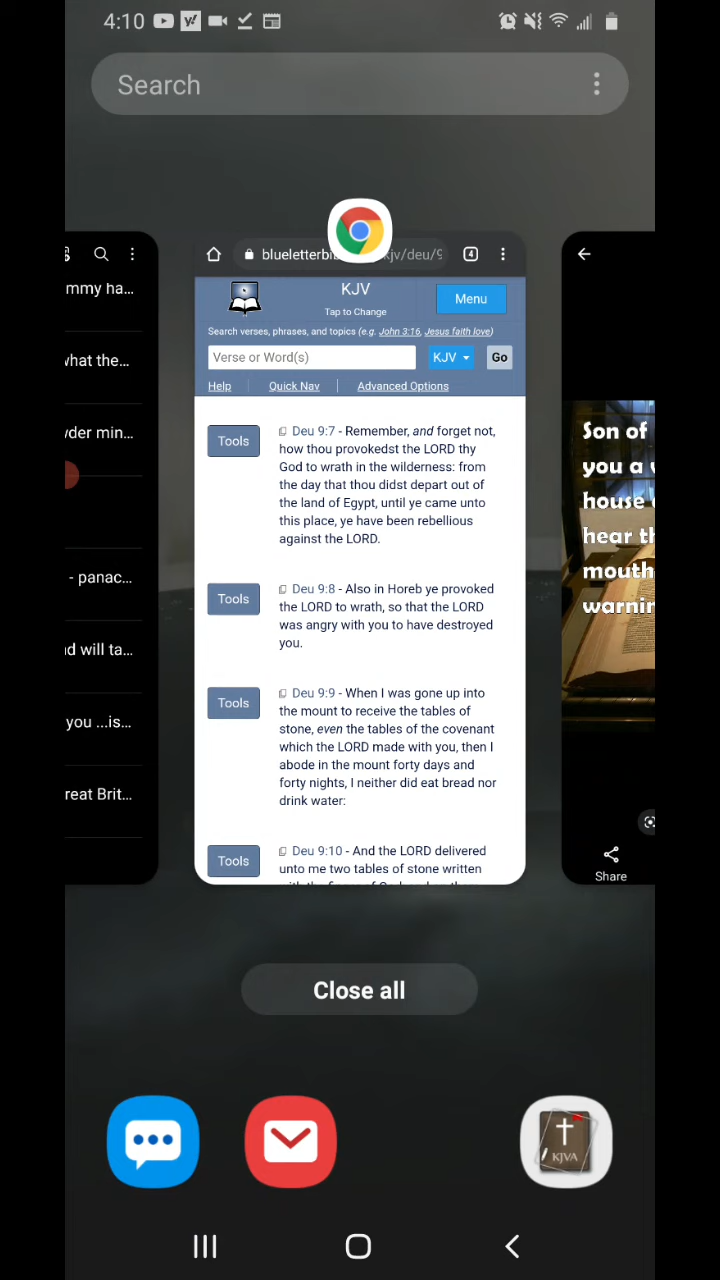 4:10
Search
mmy ha...
what the...
der min...
- panac...
d will ta...
you ...is...
reat Brit...
kjv/deu/9
4
KJV
Tap to Change
Menu
Search verses, phrases, and topics (e.g. John 3:16, Jesus faith love)
Verse or Word(s)
KJV
Go
Help
Quick Nav
Advanced Options
Tools
Deu 9:7 - Remember, and forget not,
how thou provokedst the LORD thy
God to wrath in the wilderness: from
the day that thou didst depart out of
the land of Egypt, until ye came unto
this place, ye have been rebellious
against the LORD.
Tools
Deu 9:8 - Also in Horeb ye provoked
the LORD to wrath, so that the LORD
was angry with you to have destroyed
you.
Tools
Deu 9:9 - When I was gone up into
the mount to receive the tables of
stone, even the tables of the covenant
which the LORD made with you, then I
abode in the mount forty days and
forty nights, I neither did eat bread nor
drink water:
Tools
Deu 9:10 - And the LORD delivered
unto me two tables of stone written
Son of
you a
house
hear
mouth
Share
Close all
KJVA